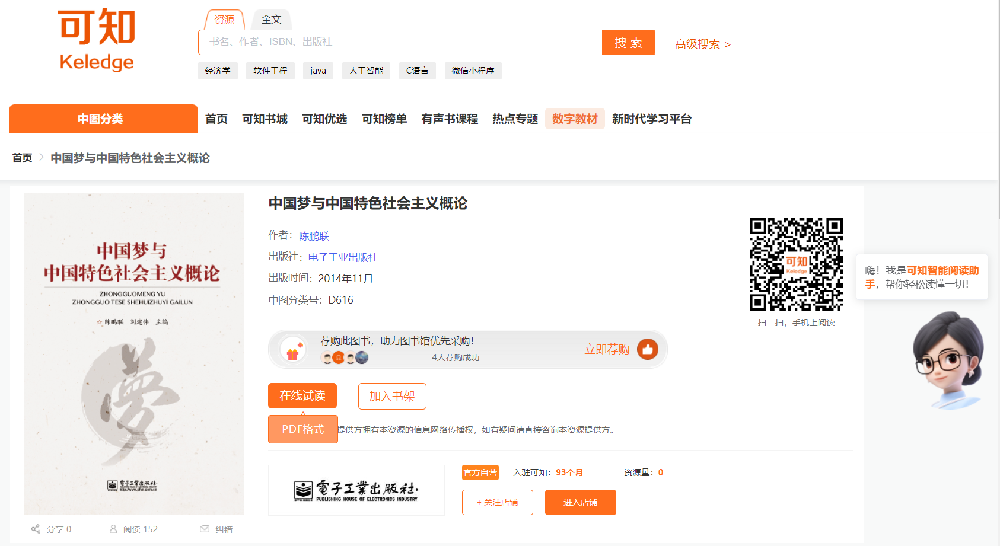 可知
Keledge
资源 全文
书名、作者、ISBN、出版社
搜 索
高级搜索 >
经济学 软件工程 java 人工智能 C语言 微信小程序
中图分类 首页 可知书城 可知优选 可知榜单 有声书课程 热点专题 数字教材 新时代学习平台
首页 > 中国梦与中国特色社会主义概论
中国梦与
中国特色社会主义概论
ZHONGGUOMENG YU
ZHONGGUO TESE SHEHUIZHUYI GAILUN
☆ 陈鹏联 刘建伟 主编
梦
電子工業出版社·
PUBLISHING HOUSE OF ELECTRONICS INDUSTRY
http://www.phei.com.cn
分享 0 阅读 152 纠错
中国梦与中国特色社会主义概论
作者：陈鹏联
出版社：电子工业出版社
出版时间：2014年11月
中图分类号：D616
荐购此图书，助力图书馆优先采购！
4人荐购成功
立即荐购
在线试读 加入书架
PDF格式
提供方拥有本资源的信息网络传播权，如有疑问请直接咨询本资源提供方。
PHEI
電子工業出版社·
PUBLISHING HOUSE OF ELECTRONICS INDUSTRY
官方自营 入驻可知：93个月 资源量：0
+ 关注店铺 进入店铺
可知
Keledge
扫一扫，手机上阅读
嗨！我是可知智能阅读助
手，帮你轻松读懂一切！